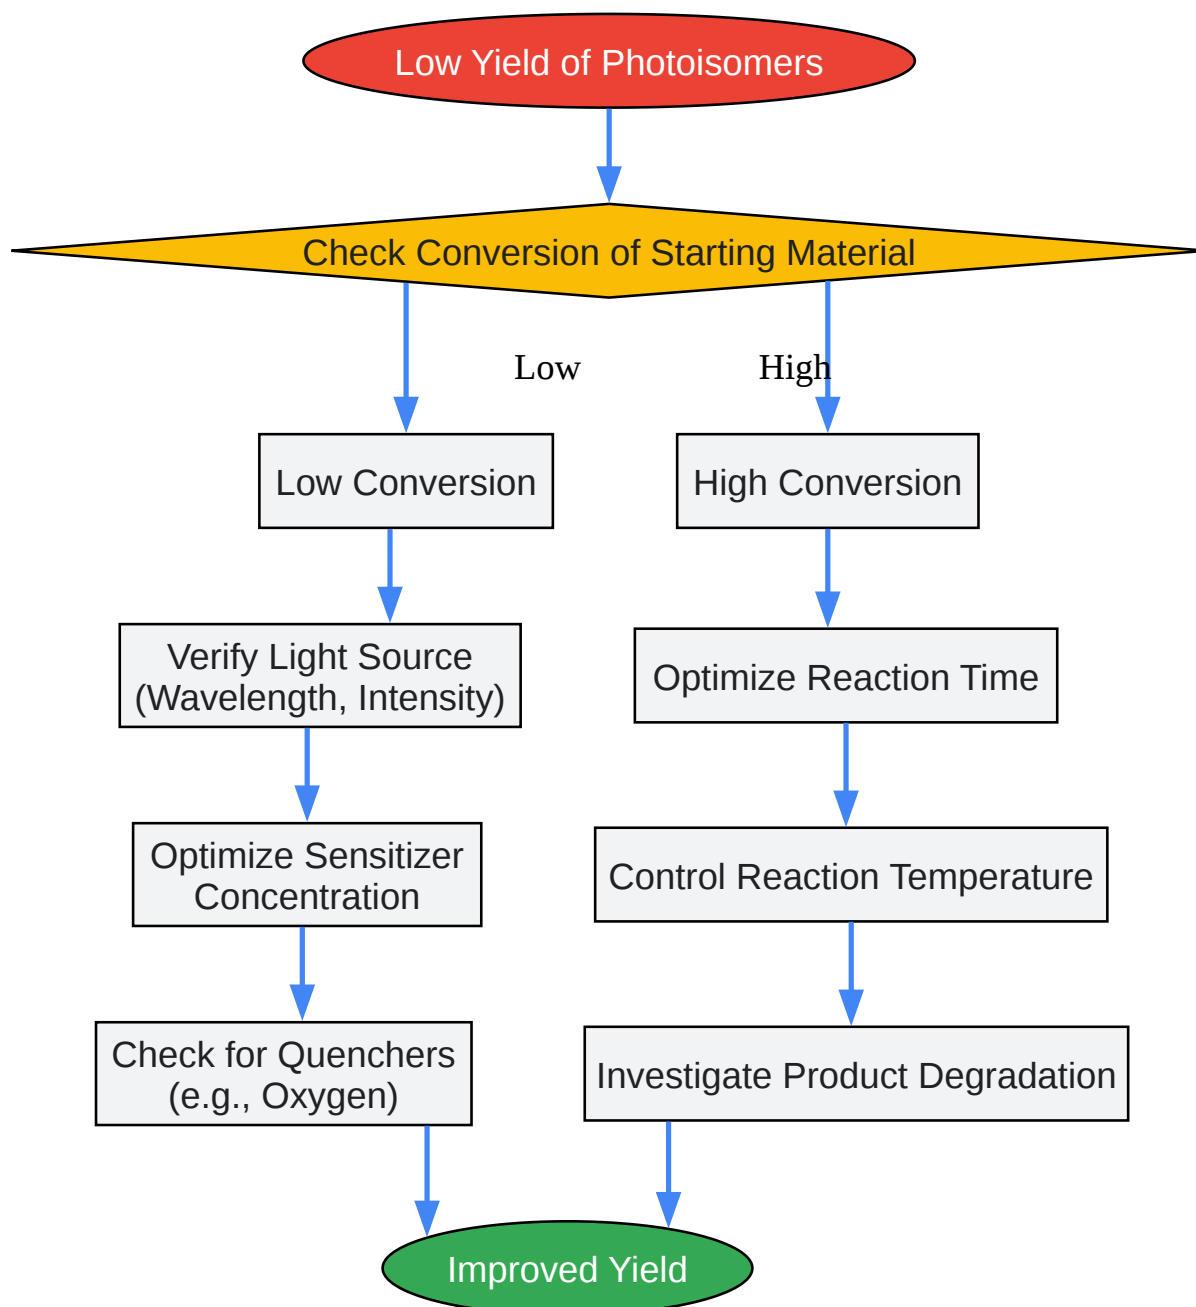 Low Yield of Photoisomers
Check Conversion of Starting Material
Low
High
Low Conversion
High Conversion
Verify Light Source
(Wavelength, Intensity)
Optimize Reaction Time
Optimize Sensitizer
Concentration
Control Reaction Temperature
Check for Quenchers
(e.g., Oxygen)
Investigate Product Degradation
Improved Yield